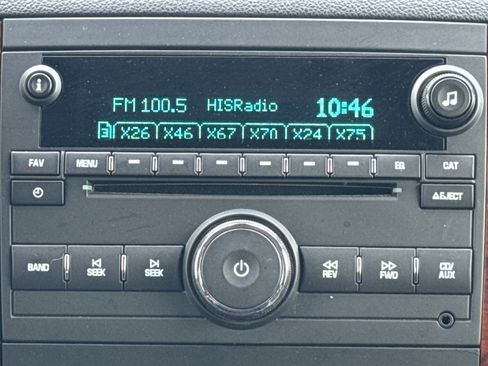 FM 100.5 HISRadio 10:46
3 X26 X46 X67 X70 X24 X75
FAV MENU EQ CAT
EJECT
BAND SEEK SEEK REV FWD CD/AUX